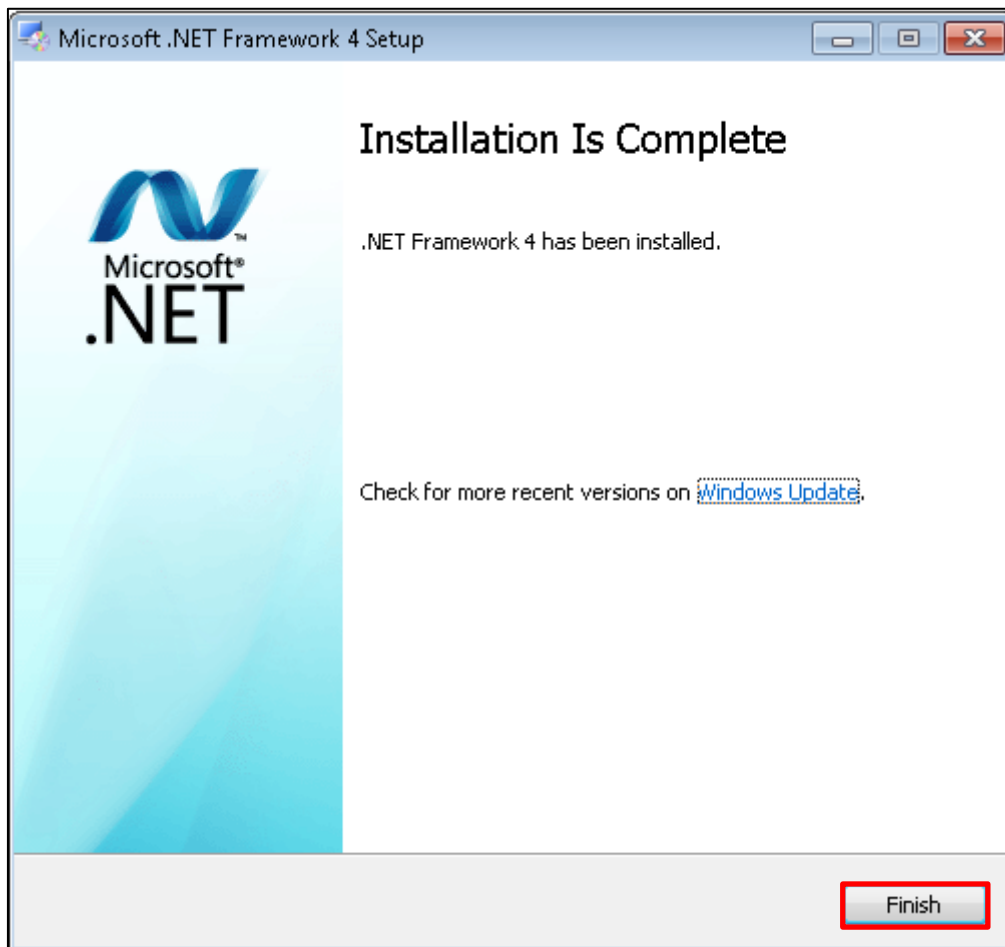 Microsoft .NET Framework 4 Setup
Installation Is Complete
.NET Framework 4 has been installed.
Microsoft®
.NET
™
Check for more recent versions on Windows Update.
Finish